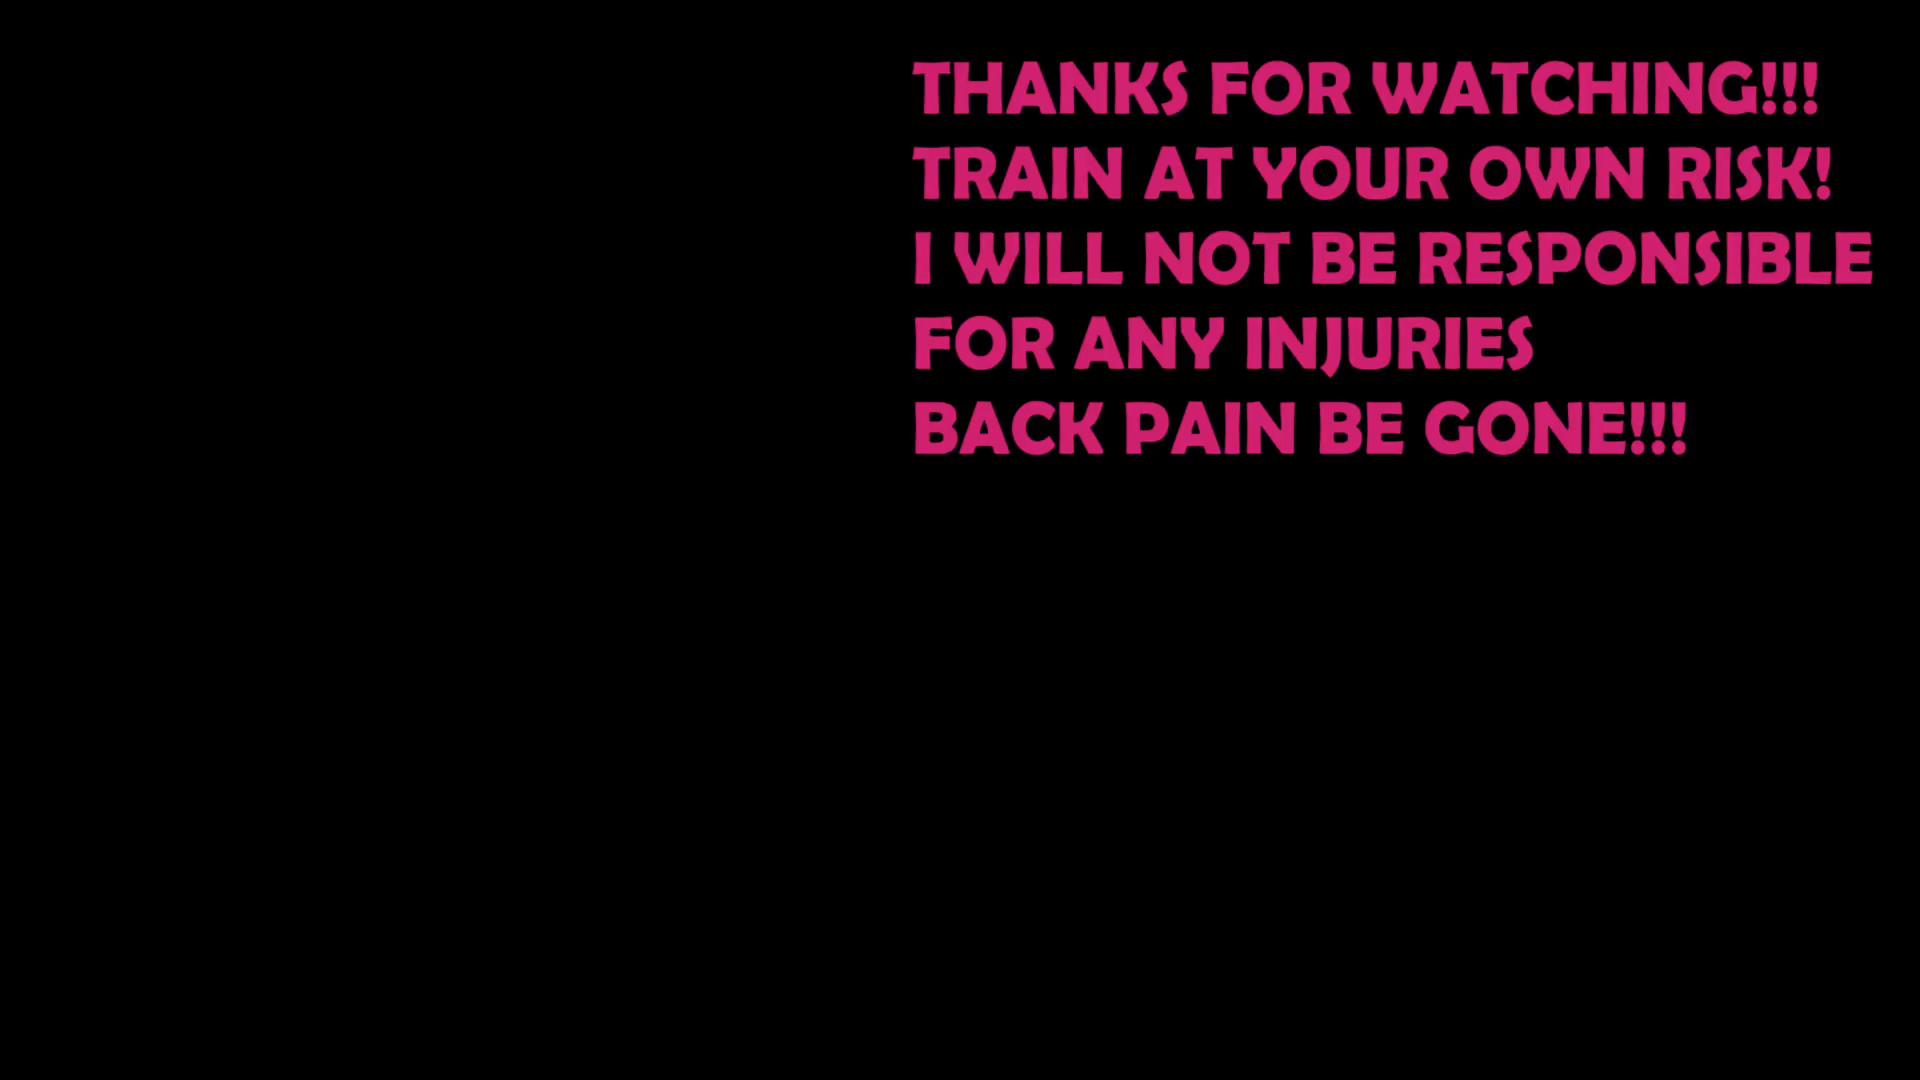 THANKS FOR WATCHING!!!
TRAIN AT YOUR OWN RISK!
I WILL NOT BE RESPONSIBLE
FOR ANY INJURIES
BACK PAIN BE GONE!!!